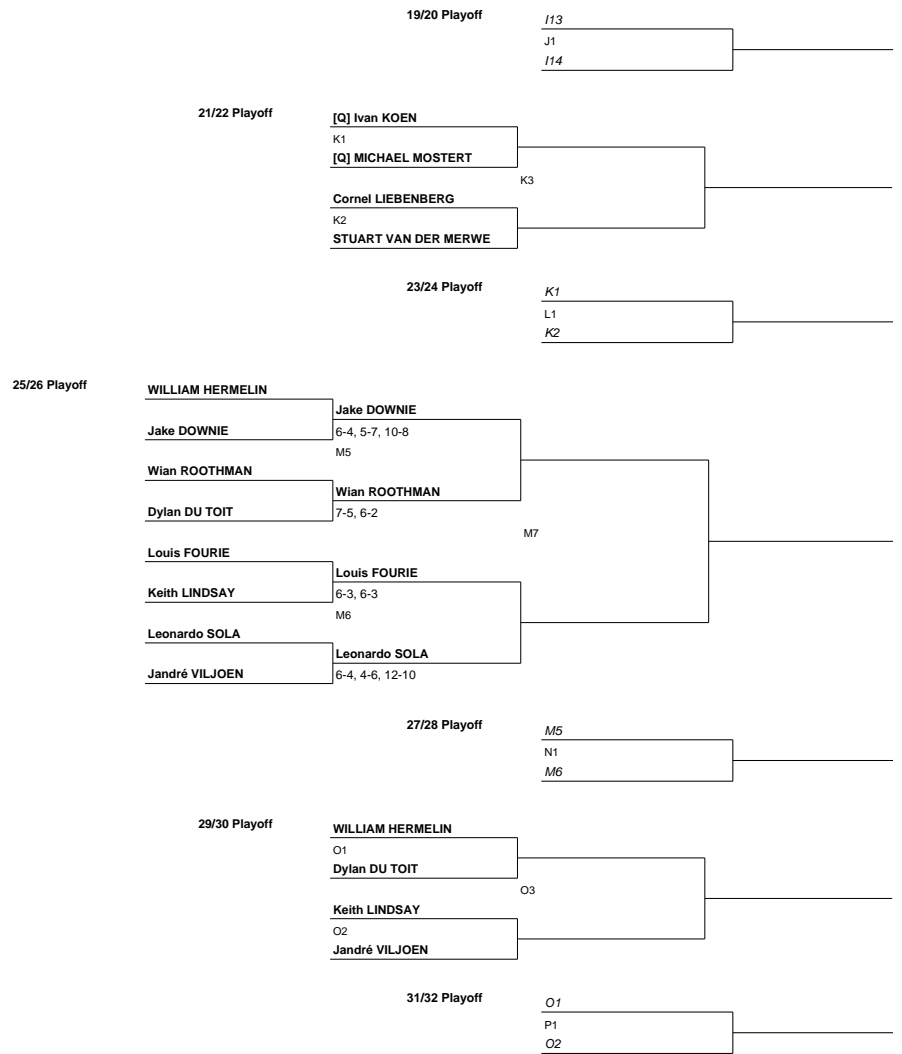 19/20 Playoff
I13
J1
I14
21/22 Playoff
[Q] Ivan KOEN
K1
[Q] MICHAEL MOSTERT
K3
Cornel LIEBENBERG
K2
STUART VAN DER MERWE
23/24 Playoff
K1
L1
K2
25/26 Playoff
WILLIAM HERMELIN
Jake DOWNIE
Jake DOWNIE
6-4, 5-7, 10-8
M5
Wian ROOTHMAN
Wian ROOTHMAN
Dylan DU TOIT
7-5, 6-2
M7
Louis FOURIE
Louis FOURIE
Keith LINDSAY
6-3, 6-3
M6
Leonardo SOLA
Leonardo SOLA
Jandré VILJOEN
6-4, 4-6, 12-10
27/28 Playoff
M5
N1
M6
29/30 Playoff
WILLIAM HERMELIN
O1
Dylan DU TOIT
O3
Keith LINDSAY
O2
Jandré VILJOEN
31/32 Playoff
O1
P1
O2